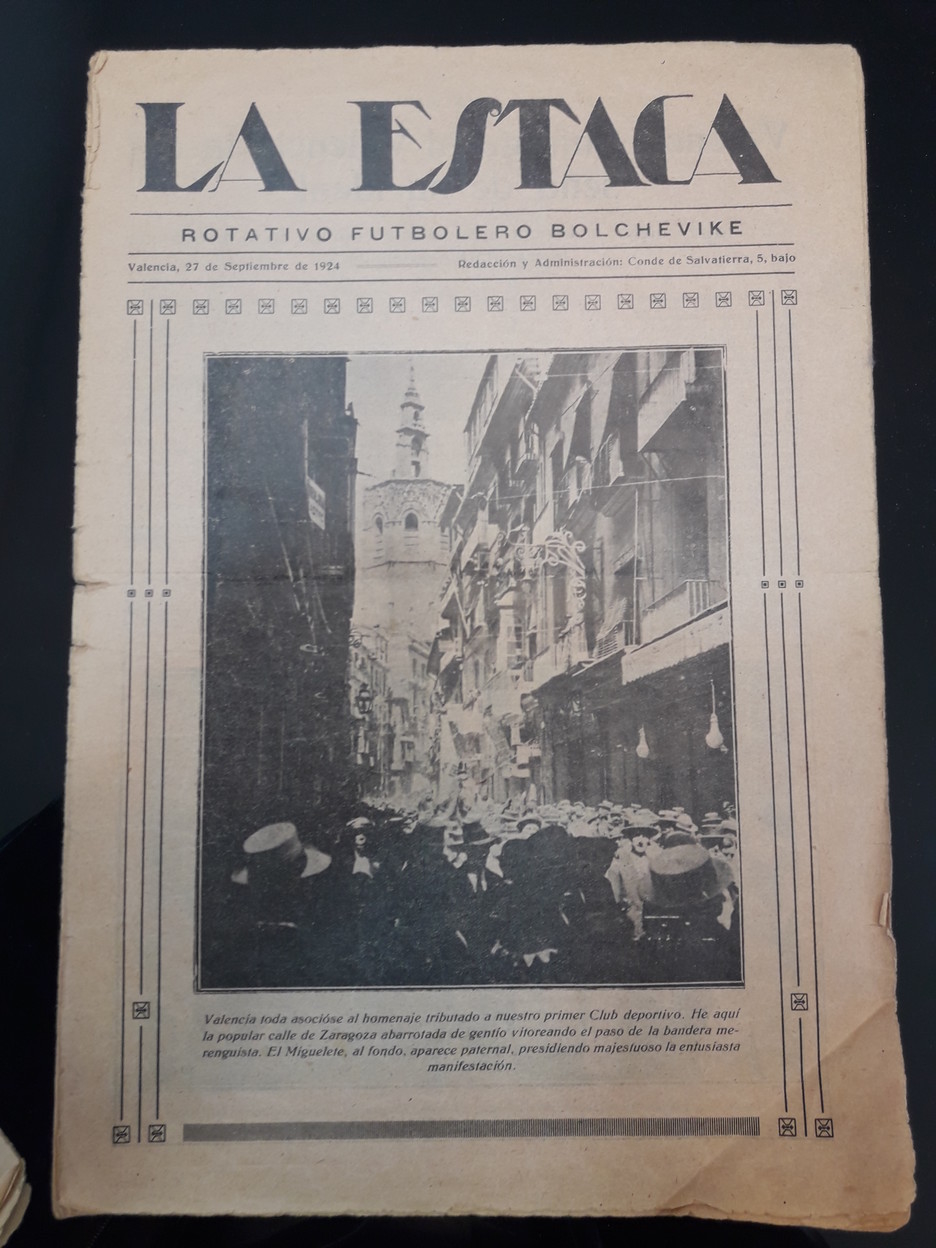 LA ESTACA
ROTATIVO FUTBOLERO BOLCHEVIKE
Valencia, 27 de Septiembre de 1924
Redacción y Administración: Conde de Salvatierra, 5, bajo
Valencia toda asocióse al homenaje tributado a nuestro primer Club deportivo. He aquí
la popular calle de Zaragoza abarrotada de gentío vitoreando el paso de la bandera me-
renguista. El Miguelete, al fondo, aparece paternal, presidiendo majestuoso la entusiasta
manifestación.